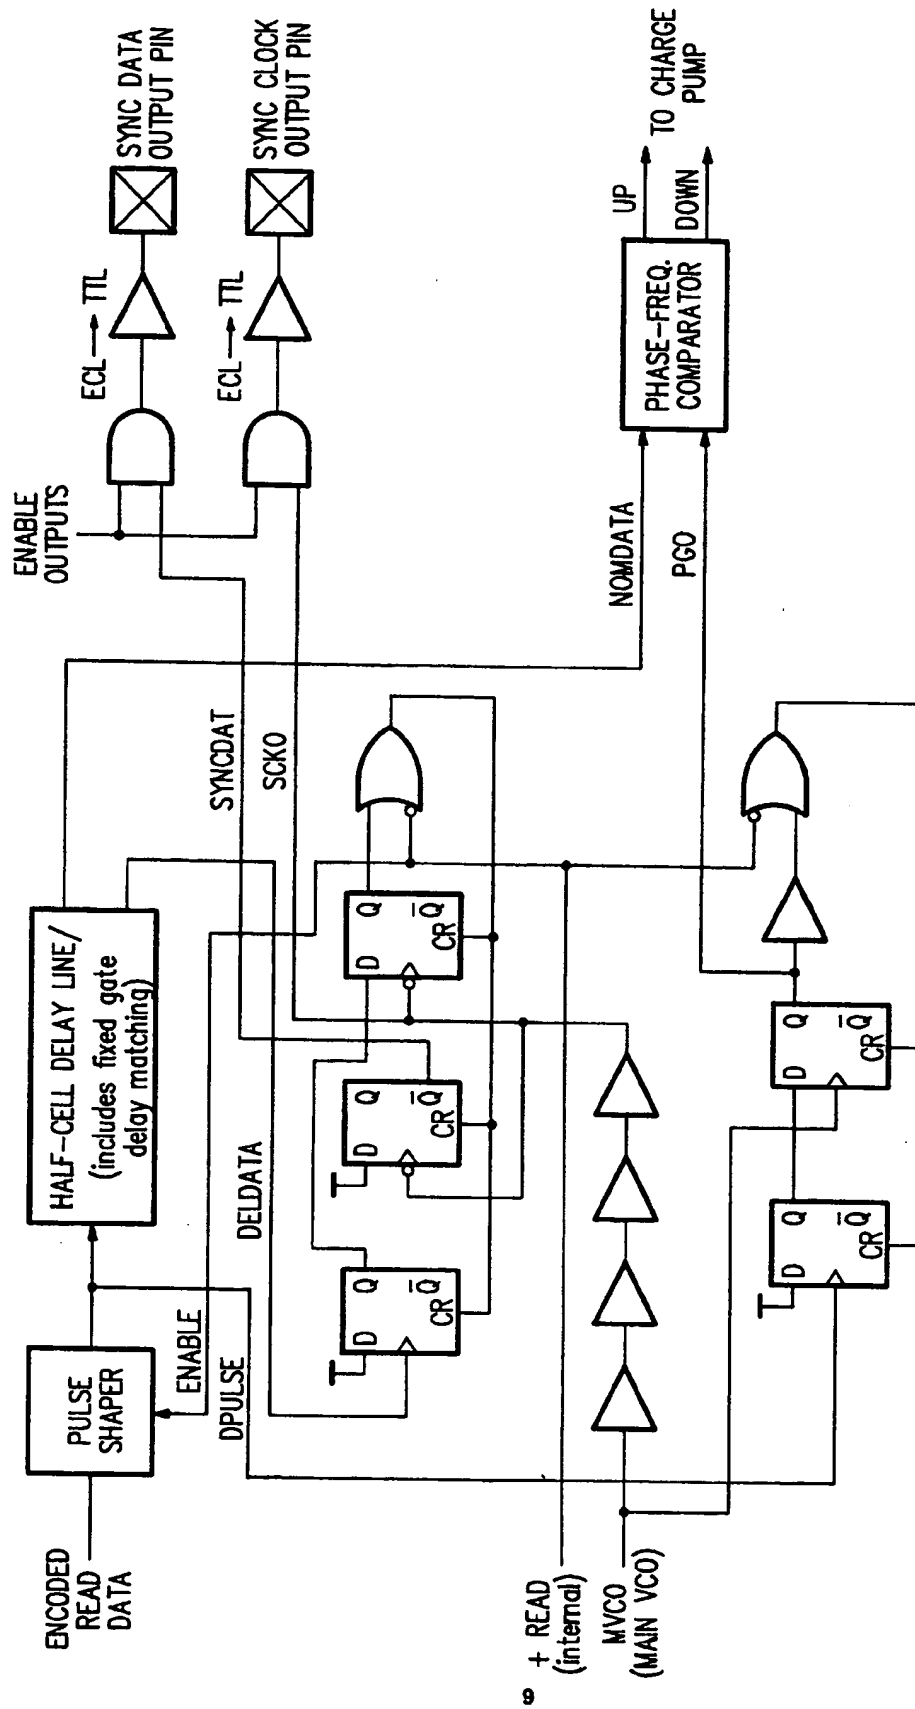 ENCODED
READ
DATA
PULSE
SHAPER
HALF-CELL DELAY LINE/
(includes fixed gate
delay matching)
ENABLE
DPULSE
DELDATA
SYNCDAT
SCKO
ENABLE
OUTPUTS
ECL → TTL
SYNC DATA
OUTPUT PIN
ECL → TTL
SYNC CLOCK
OUTPUT PIN
D Q
Q
CR
D Q
Q
CR
D Q
Q
CR
NOMDATA
PGO
PHASE-FREQ.
COMPARATOR
UP
DOWN
TO CHARGE
PUMP
+ READ
(internal)
MVCO
(MAIN VCO)
D Q
Q
CR
D Q
Q
CR
9